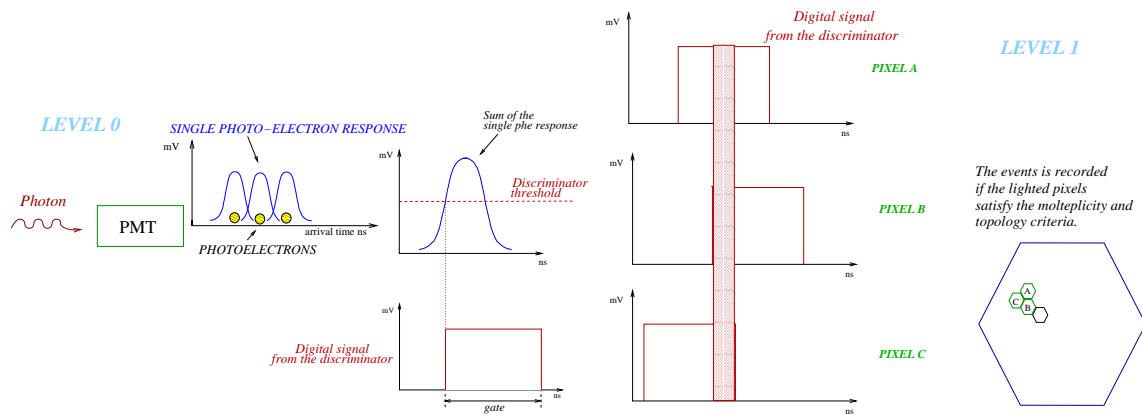 LEVEL 0
Photon
PMT
SINGLE PHOTO-ELECTRON RESPONSE
mV
arrival time ns
PHOTOELECTRONS
Sum of the
single phe response
mV
Discriminator
threshold
ns
mV
Digital signal
from the discriminator
ns
gate
LEVEL 1
Digital signal
from the discriminator
mV
PIXEL A
ns
mV
PIXEL B
ns
mV
PIXEL C
ns
The events is recorded
if the lighted pixels
satisfy the molteplicity and
topology criteria.
A
C
B